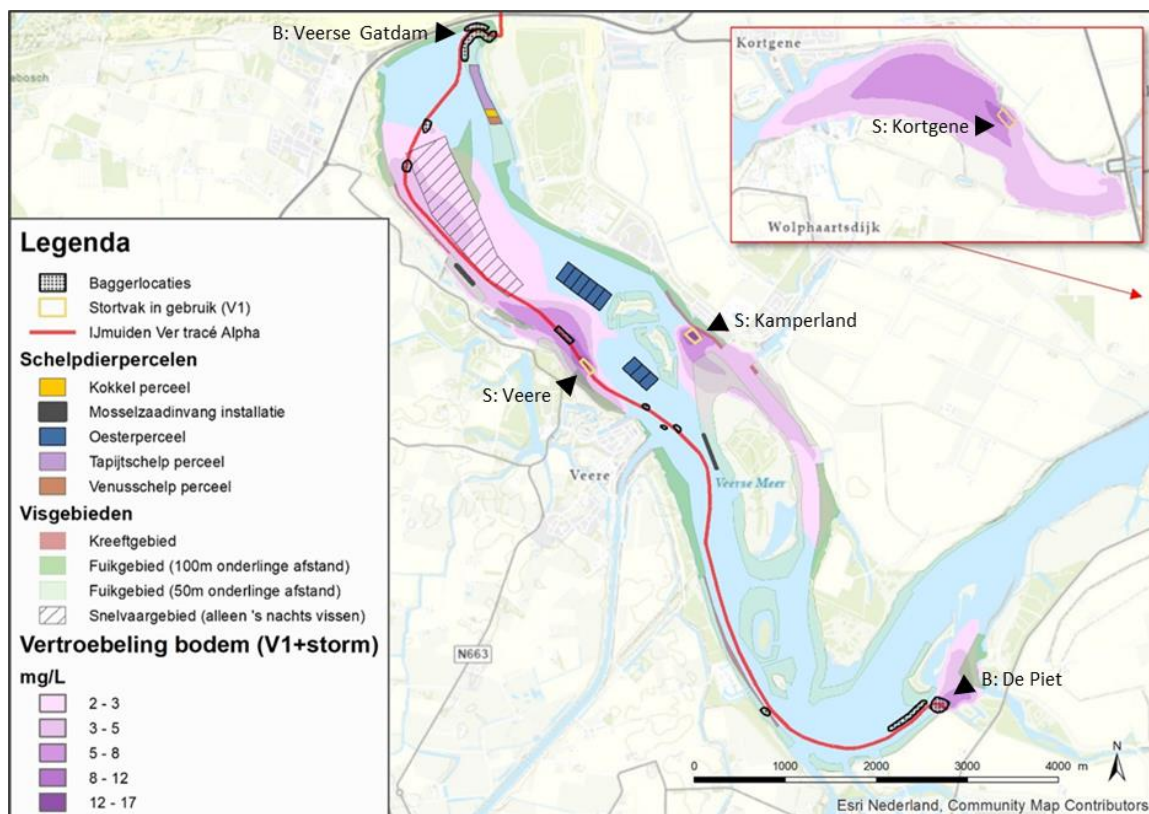 B: Veerse Gatdam
Kortgene
S: Kortgene
Wolphaartsdijk
S: Kamperland
S: Veere
Veere
Veerse Meer
B: De Piet
N663
Legenda
Baggerlocaties
Stortvak in gebruik (V1)
IJmuiden Ver tracé Alpha
Schelpdierpercelen
Kokkel perceel
Mosselzaadinvang installatie
Oesterperceel
Tapijtschelp perceel
Venusschelp perceel
Visgebieden
Kreeftgebied
Fuikgebied (100m onderlinge afstand)
Fuikgebied (50m onderlinge afstand)
Snelvaargebied (alleen 's nachts vissen)
Vertroebeling bodem (V1+storm)
mg/L
2 - 3
3 - 5
5 - 8
8 - 12
12 - 17
0 1000 2000 3000 4000 m
N
Esri Nederland, Community Map Contributors